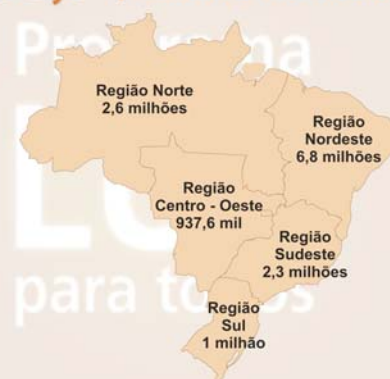 Programa
Região Norte
2,6 milhões
Região
Nordeste
6,8 milhões
Região
Centro - Oeste
937,6 mil
Região
Sudeste
2,3 milhões
para todos
Região
Sul
1 milhão